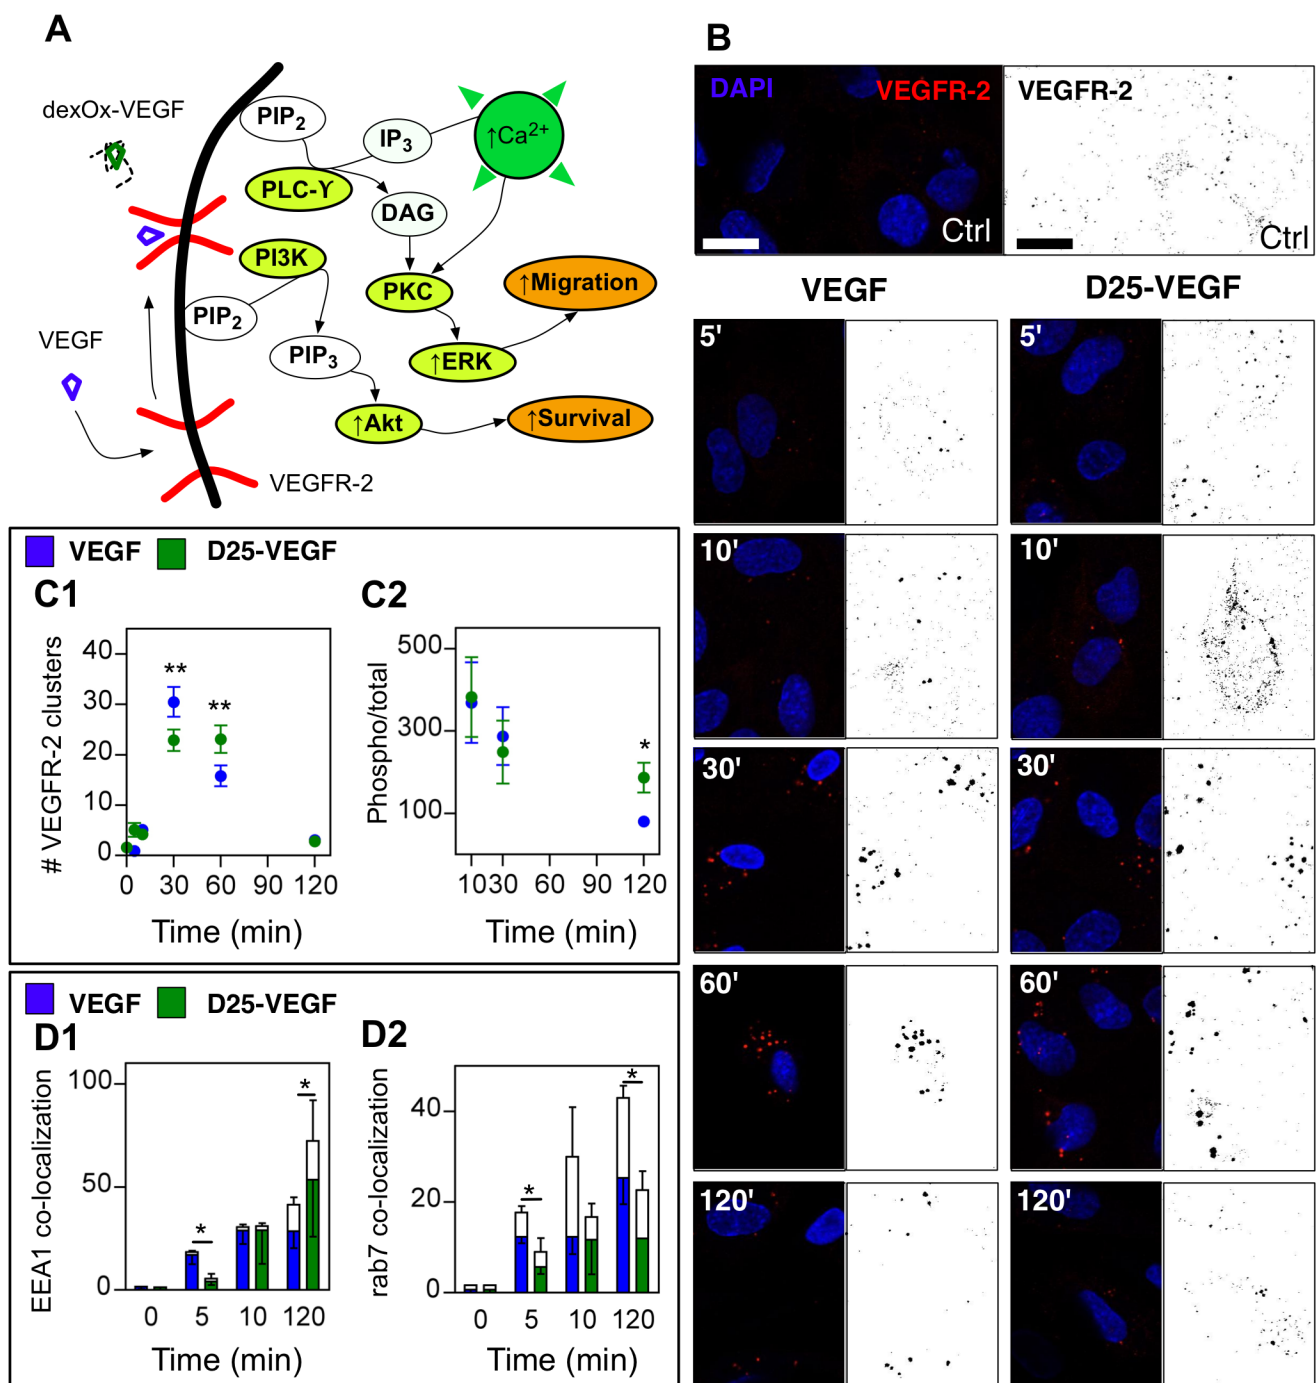 A
dexOx-VEGF
PIP2
IP3
↑Ca2+
PLC-ϒ
DAG
PI3K
PKC
↑Migration
PIP2
VEGF
PIP3
↑ERK
↑Akt
↑Survival
VEGFR-2
B
DAPI VEGFR-2
Ctrl
VEGFR-2
Ctrl
VEGF D25-VEGF
5' 5'
10' 10'
30' 30'
60' 60'
120' 120'
VEGF D25-VEGF
C1
# VEGFR-2 clusters
40
30
20
10
0
** **
0 30 60 90 120
Time (min)
C2
Phospho/total
500
300
100
*
10 30 60 90 120
Time (min)
VEGF D25-VEGF
D1
EEA1 co-localization
100
50
0
* *
0 5 10 120
Time (min)
D2
rab7 co-localization
40
20
0
* *
0 5 10 120
Time (min)